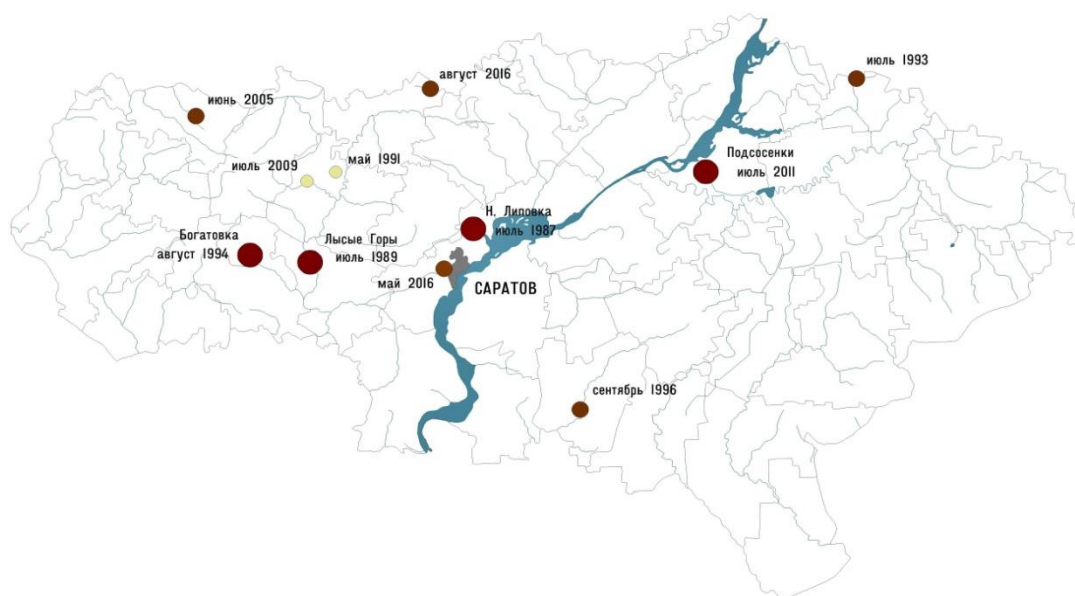 июль 1993
август 2016
июнь 2005
Подсосенки
июль 2011
май 1991
июль 2009
Н. Липовка
июль 1987
Богатовка
август 1994
Лысые Горы
июль 1989
май 2016
САРАТОВ
сентябрь 1996